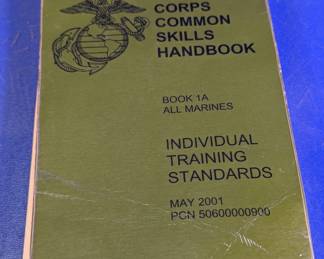 CORPS
COMMON
SKILLS
HANDBOOK
BOOK 1A
ALL MARINES
INDIVIDUAL
TRAINING
STANDARDS
MAY 2001
PCN 50600000900